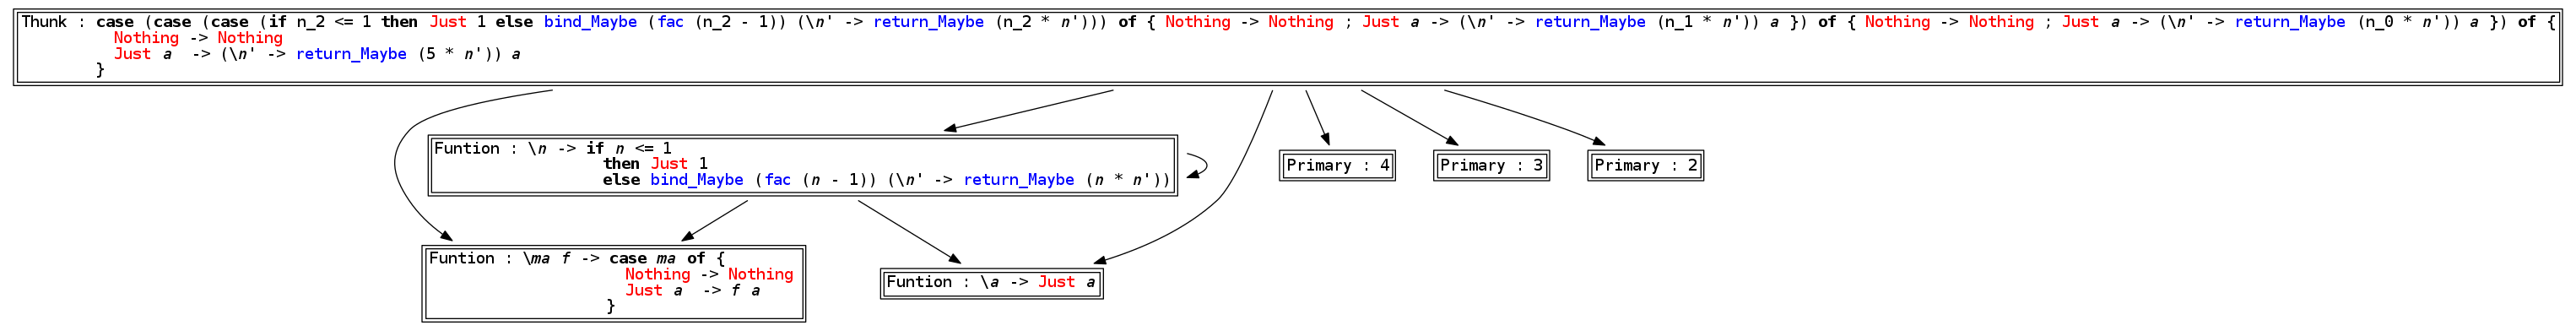 Thunk : case (case (case (if n_2 <= 1 then Just 1 else bind_Maybe (fac (n_2 - 1)) (\n' -> return_Maybe (n_2 * n'))) of { Nothing -> Nothing ; Just a -> (\n' -> return_Maybe (n_1 * n')) a }) of { Nothing -> Nothing ; Just a -> (\n' -> return_Maybe (n_0 * n')) a }) of {
Nothing -> Nothing
Just a -> (\n' -> return_Maybe (5 * n')) a
}
Funtion : \n -> if n <= 1
then Just 1
else bind_Maybe (fac (n - 1)) (\n' -> return_Maybe (n * n'))
Primary : 4
Primary : 3
Primary : 2
Funtion : \ma f -> case ma of {
Nothing -> Nothing
Just a -> f a
}
Funtion : \a -> Just a